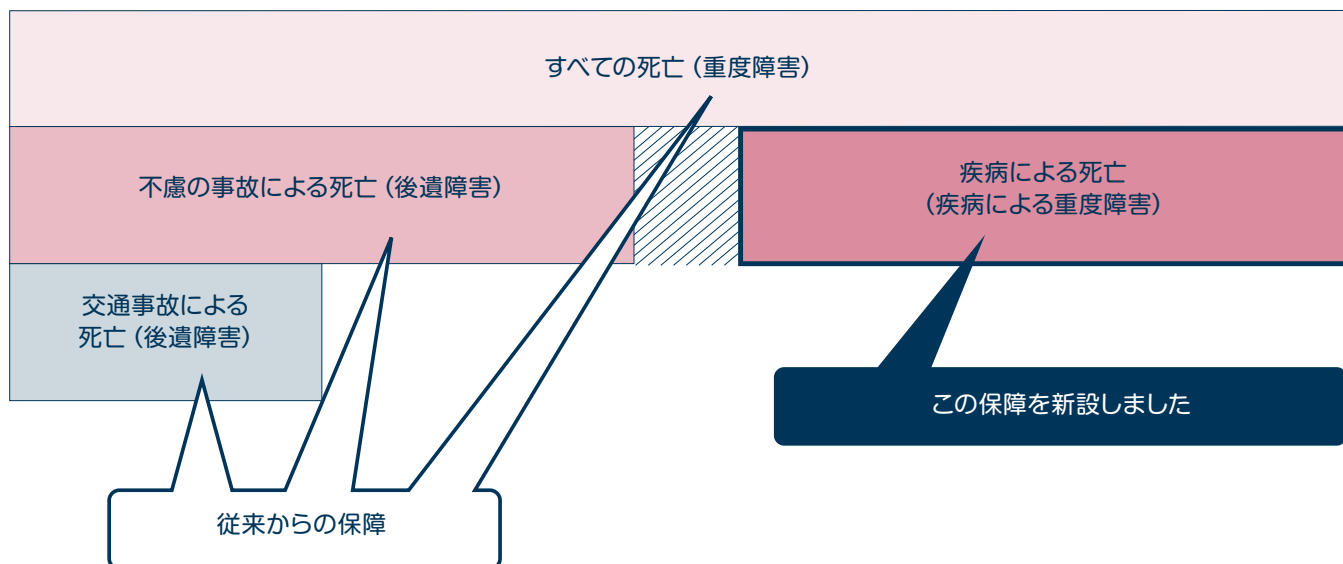 すべての死亡（重度障害）
不慮の事故による死亡（後遺障害）
疾病による死亡
（疾病による重度障害）
交通事故による
死亡（後遺障害）
この保障を新設しました
従来からの保障